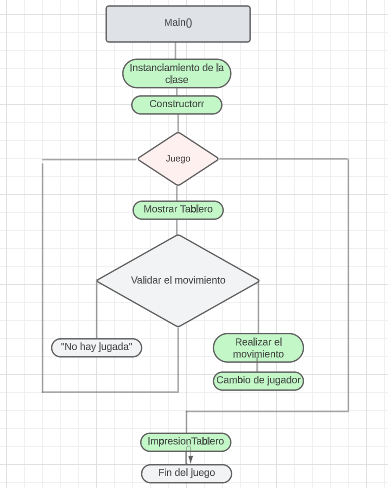 Main()
Instanciamiento de la
clase
Constructorr
Juego
Mostrar Tablero
Validar el movimiento
"No hay jugada"
Realizar el
movimiento
Cambio de jugador
ImpresionTablero
Fin del juego